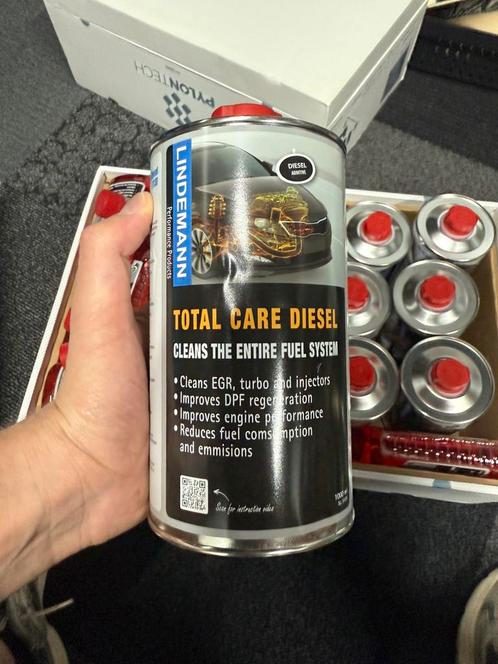 PYLONTECH
DIESEL
ADDITIVE
LINDEMANN
Performance Products
TOTAL CARE DIESEL
CLEANS THE ENTIRE FUEL SYSTEM
• Cleans EGR, turbo and injectors
• Improves DPF regeneration
• Improves engine performance
• Reduces fuel comsumption
and emmisions
Scan for instruction video
1000 ml